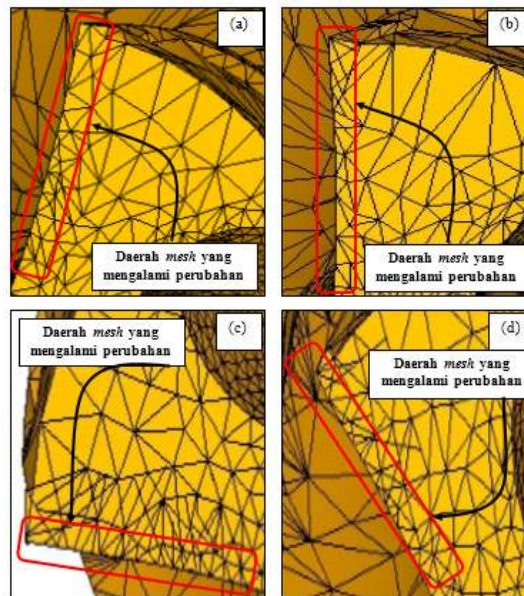 (a)
Daerah mesh yang
mengalami perubahan
(b)
Daerah mesh yang
mengalami perubahan
(c)
Daerah mesh yang
mengalami perubahan
(d)
Daerah mesh yang
mengalami perubahan